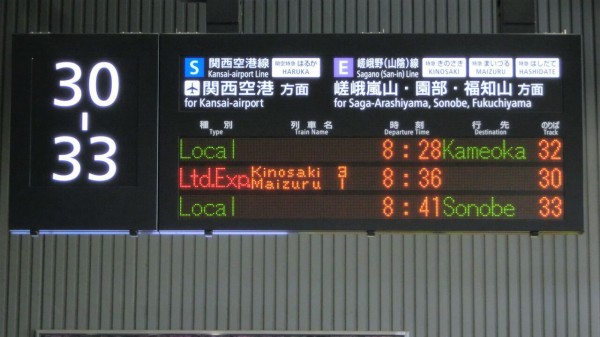 30
-
33
S 関西空港線 Kansai-airport Line 関空特急 はるか HARUKA
関西空港 方面
for Kansai-airport
E 嵯峨野(山陰)線 Sagano (San-in) Line 特急 きのさき KINOSAKI 特急 まいづる MAIZURU 特急 はしだて HASHIDATE
嵯峨嵐山・園部・福知山 方面
for Saga-Arashiyama, Sonobe, Fukuchiyama
種別 列車名 時刻 行先 のりば
Type Train Name Departure Time Destination Track
Local 8:28 Kameoka 32
Ltd.Exp. Kinosaki 3 Maizuru 1 8:36 30
Local 8:41 Sonobe 33